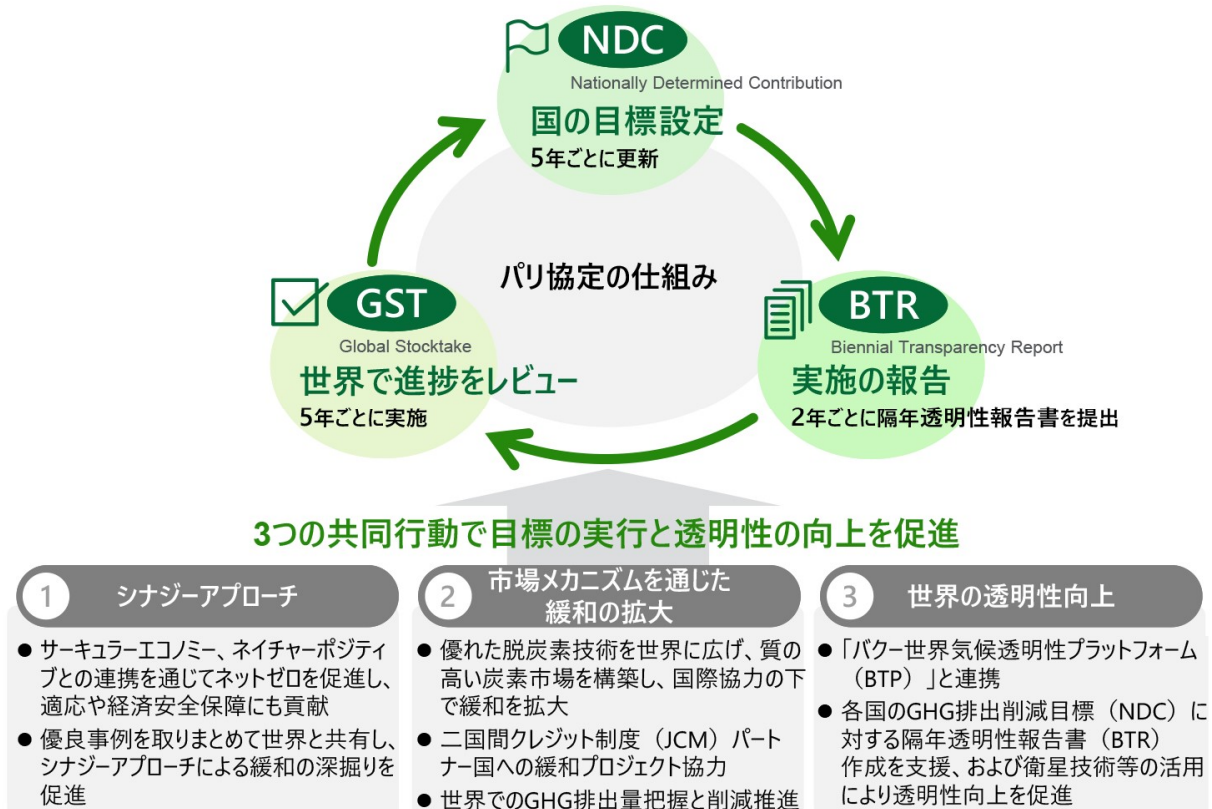 NDC
Nationally Determined Contribution
国の目標設定
5年ごとに更新
パリ協定の仕組み
GST
Global Stocktake
世界で進捗をレビュー
5年ごとに実施
BTR
Biennial Transparency Report
実施の報告
2年ごとに隔年透明性報告書を提出
3つの共同行動で目標の実行と透明性の向上を促進
1 シナジーアプローチ
● サーキュラーエコノミー、ネイチャーポジティ
ブとの連携を通じてネットゼロを促進し、
適応や経済安全保障にも貢献
● 優良事例を取りまとめて世界と共有し、
シナジーアプローチによる緩和の深掘りを
促進
2 市場メカニズムを通じた
緩和の拡大
● 優れた脱炭素技術を世界に広げ、質の
高い炭素市場を構築し、国際協力の下
で緩和を拡大
● 二国間クレジット制度（JCM）パート
ナー国への緩和プロジェクト協力
● 世界でのGHG排出量把握と削減推進
3 世界の透明性向上
● 「バクー世界気候透明性プラットフォーム
（BTP）」と連携
● 各国のGHG排出削減目標（NDC）に
対する隔年透明性報告書（BTR）
作成を支援、および衛星技術等の活用
により透明性向上を促進